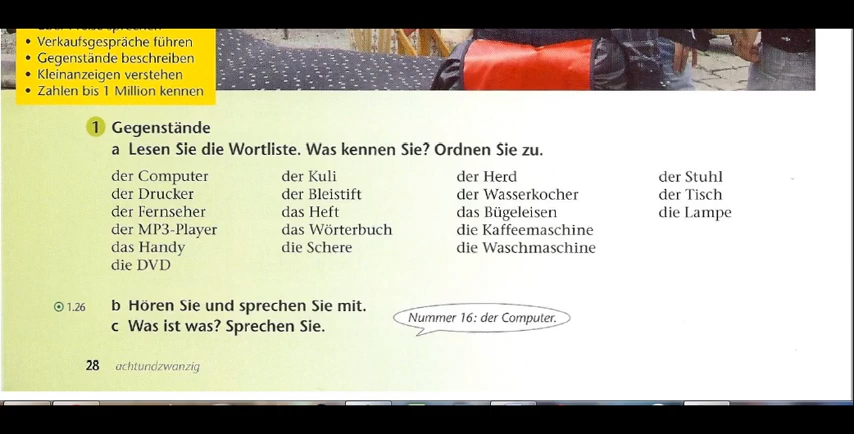 • Verkaufsgespräche führen
• Gegenstände beschreiben
• Kleinanzeigen verstehen
• Zahlen bis 1 Million kennen
1 Gegenstände
a Lesen Sie die Wortliste. Was kennen Sie? Ordnen Sie zu.
der Computer
der Drucker
der Fernseher
der MP3-Player
das Handy
die DVD
der Kuli
der Bleistift
das Heft
das Wörterbuch
die Schere
der Herd
der Wasserkocher
das Bügeleisen
die Kaffeemaschine
die Waschmaschine
der Stuhl
der Tisch
die Lampe
1.26 b Hören Sie und sprechen Sie mit.
c Was ist was? Sprechen Sie.
Nummer 16: der Computer.
28 achtundzwanzig